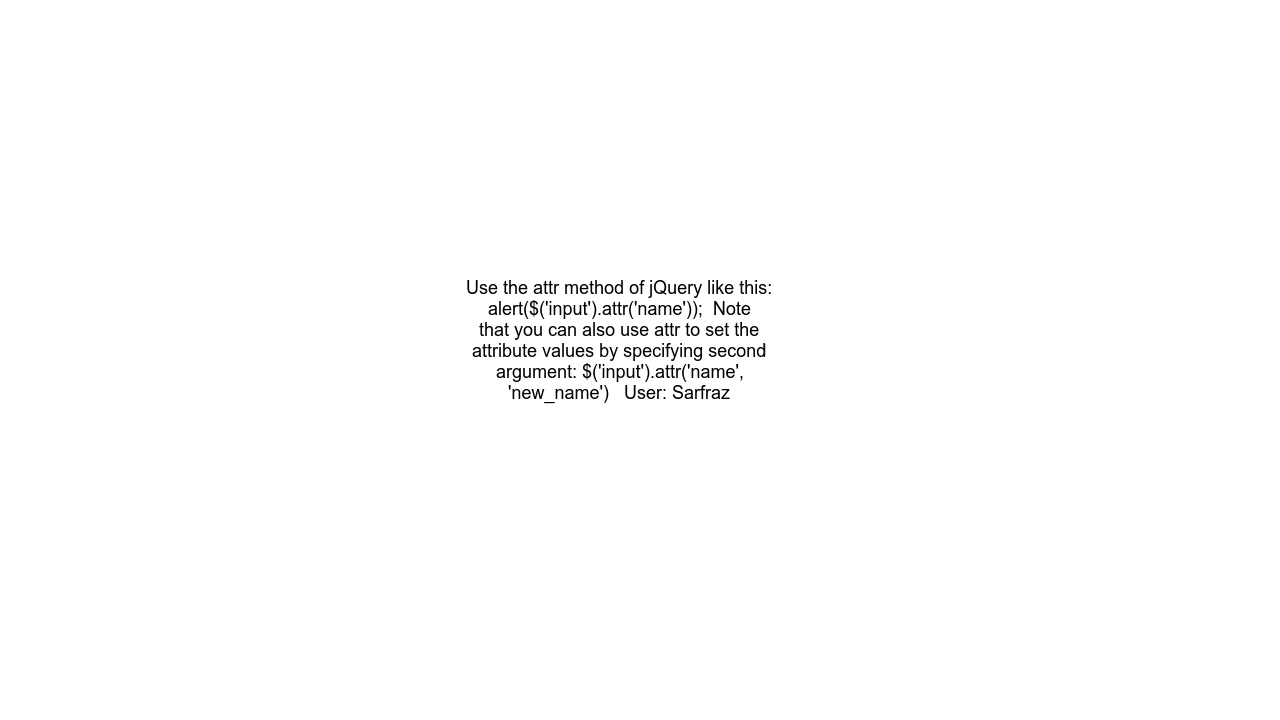 Use the attr method of jQuery like this:
alert($('input').attr('name'));  Note
that you can also use attr to set the
attribute values by specifying second
argument: $('input').attr('name',
'new_name')   User: Sarfraz